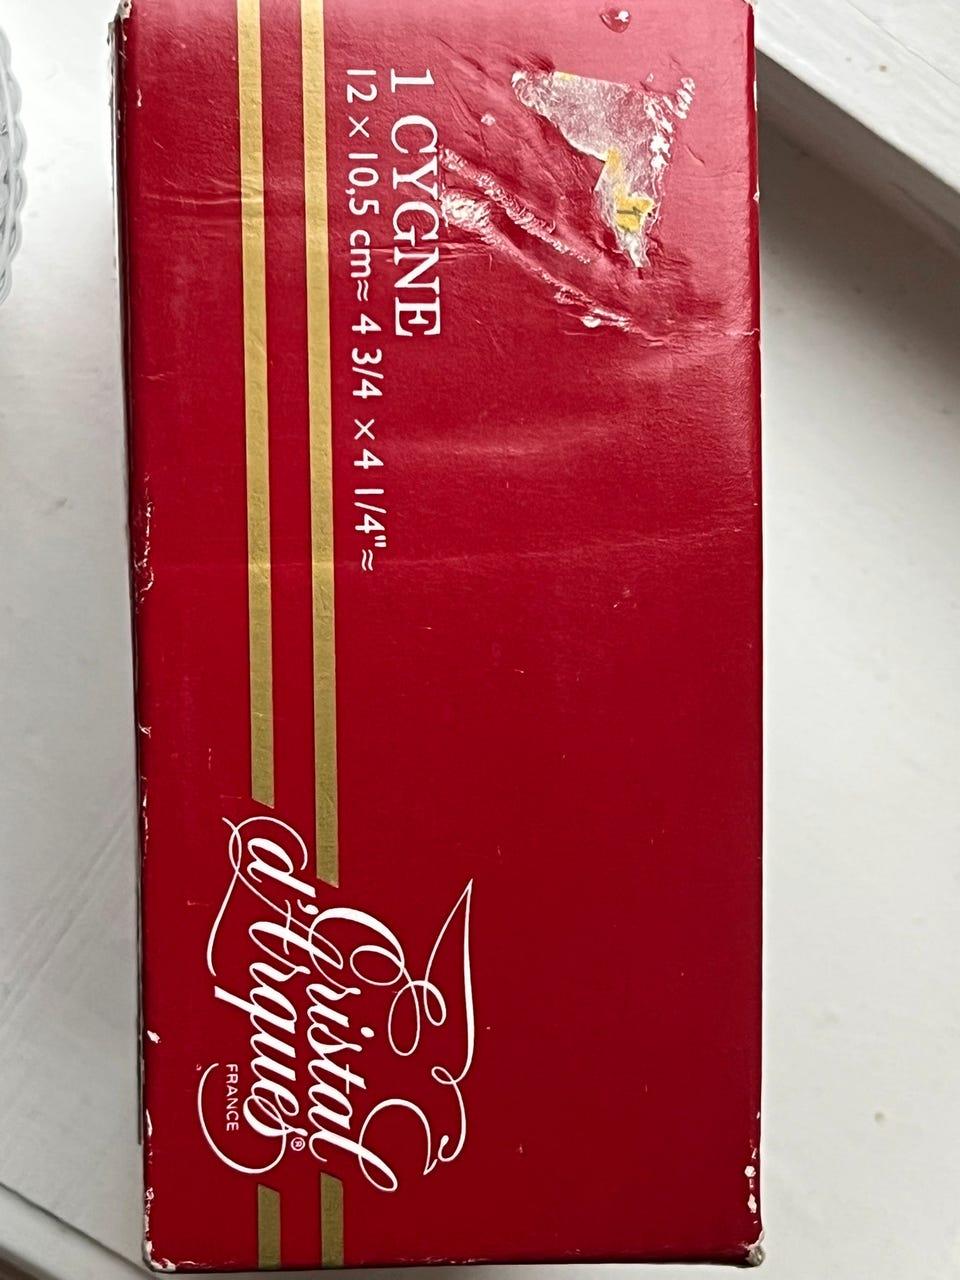 1 CYGNE
12 × 10,5 cm≈ 4 3/4 × 4 1/4"≈
Cristal
d'Arques®
FRANCE